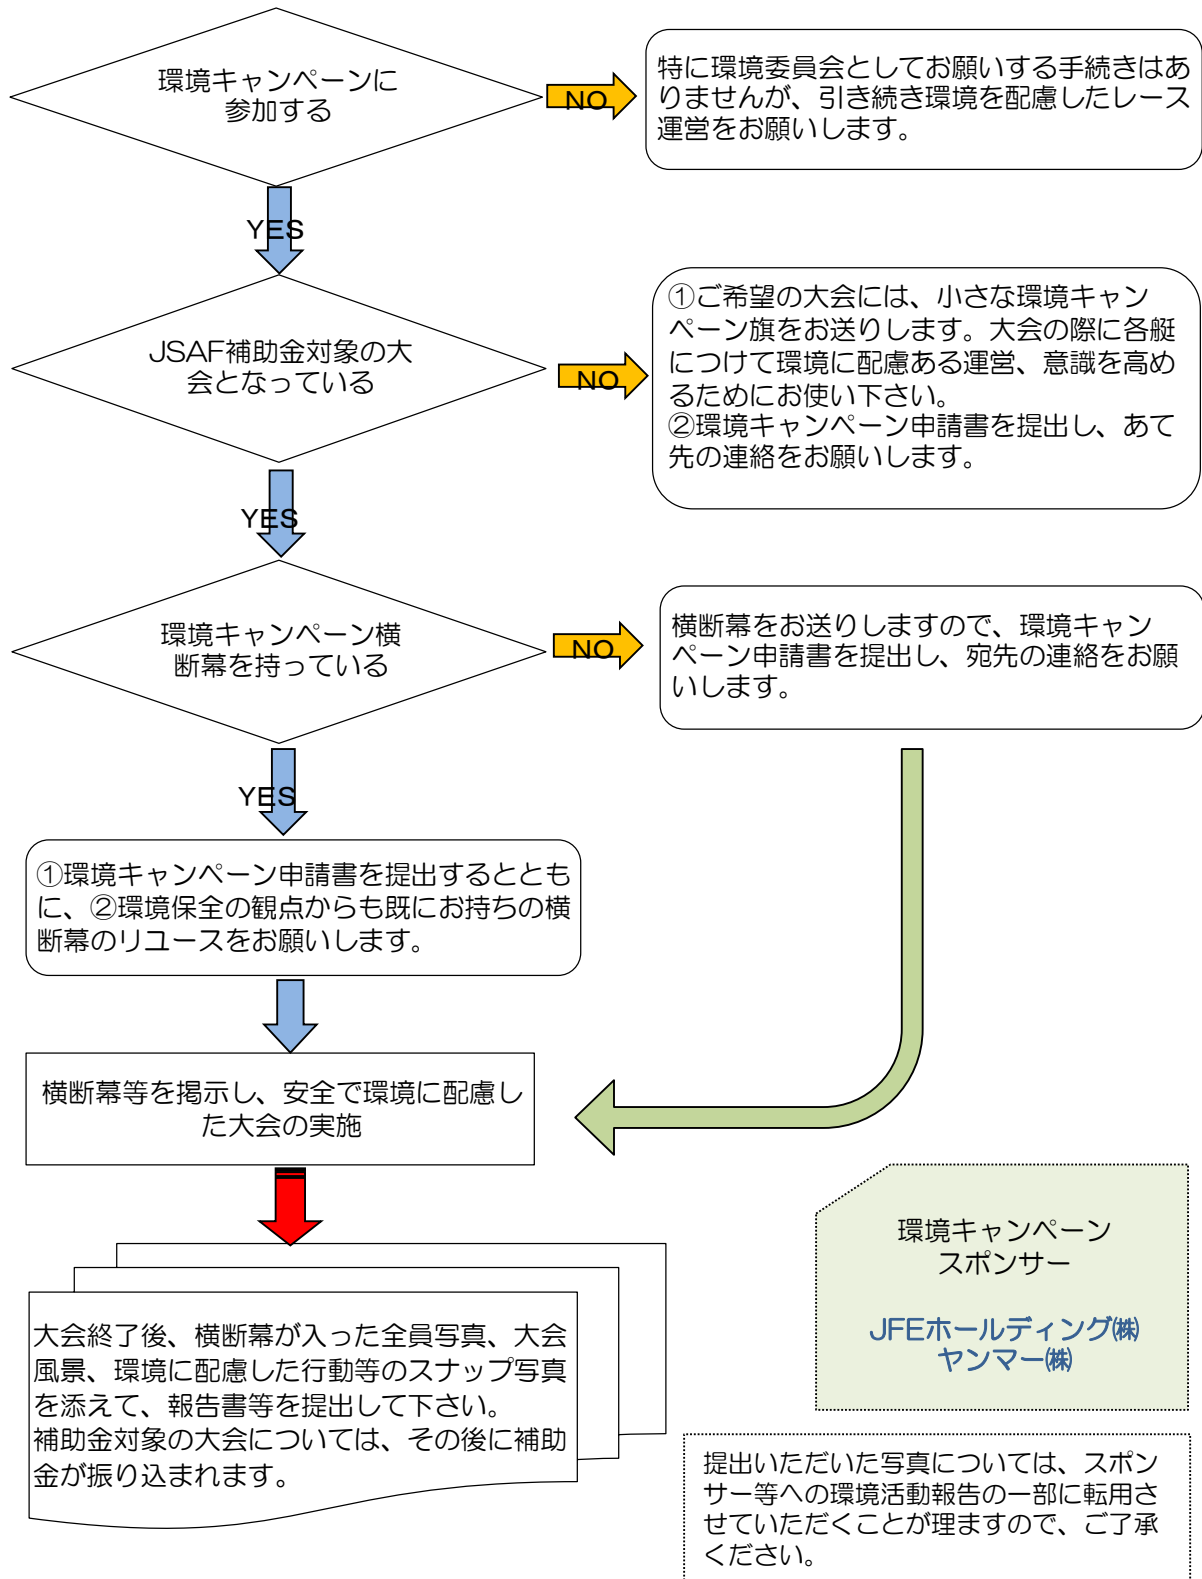 環境キャンペーンに
参加する
NO
特に環境委員会としてお願いする手続きはあ
りませんが、引き続き環境を配慮したレース
運営をお願いします。
YES
JSAF補助金対象の大
会となっている
NO
①ご希望の大会には、小さな環境キャン
ペーン旗をお送りします。大会の際に各艇
につけて環境に配慮ある運営、意識を高め
るためにお使い下さい。
②環境キャンペーン申請書を提出し、あて
先の連絡をお願いします。
YES
環境キャンペーン横
断幕を持っている
NO
横断幕をお送りしますので、環境キャン
ペーン申請書を提出し、宛先の連絡をお願
いします。
YES
①環境キャンペーン申請書を提出するととも
に、②環境保全の観点からも既にお持ちの横
断幕のリユースをお願いします。
横断幕等を掲示し、安全で環境に配慮し
た大会の実施
環境キャンペーン
スポンサー
JFEホールディング㈱
ヤンマー㈱
大会終了後、横断幕が入った全員写真、大会
風景、環境に配慮した行動等のスナップ写真
を添えて、報告書等を提出して下さい。
補助金対象の大会については、その後に補助
金が振り込まれます。
提出いただいた写真については、スポン
サー等への環境活動報告の一部に転用さ
せていただくことが理ますので、ご了承
ください。